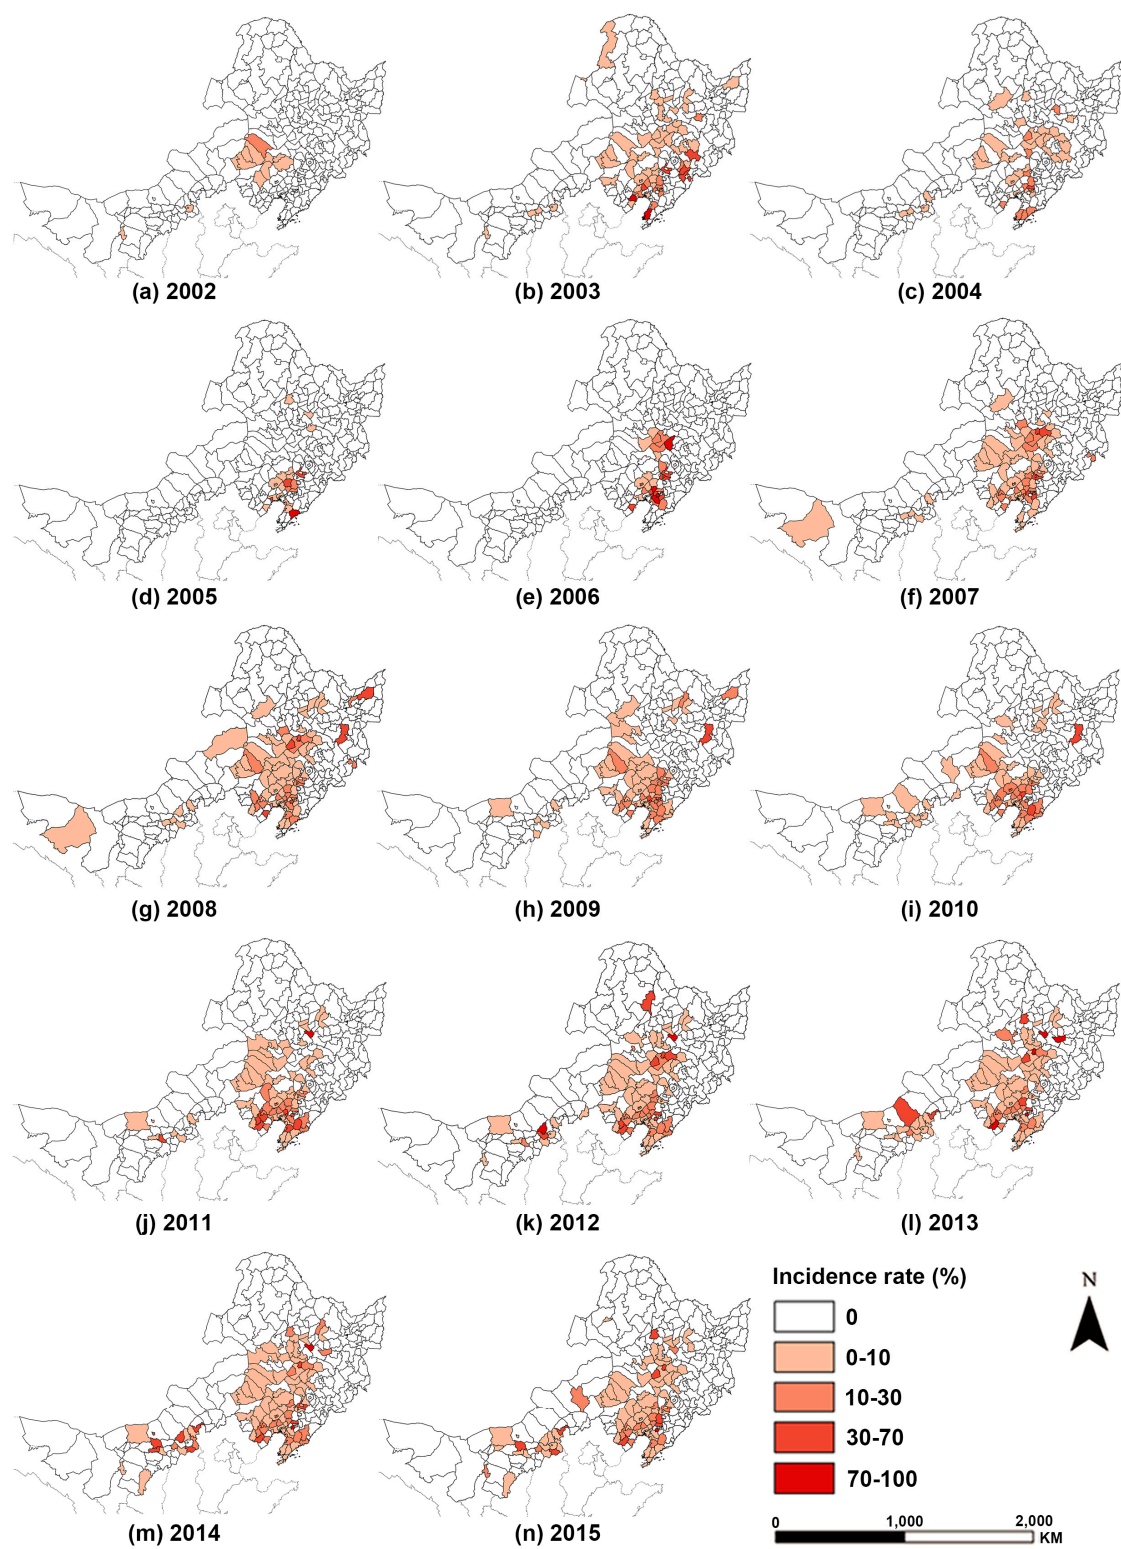 (a) 2002
(b) 2003
(c) 2004
(d) 2005
(e) 2006
(f) 2007
(g) 2008
(h) 2009
(i) 2010
(j) 2011
(k) 2012
(l) 2013
Incidence rate (%)
N
0
0-10
10-30
30-70
70-100
0 1,000 2,000
KM
(m) 2014
(n) 2015